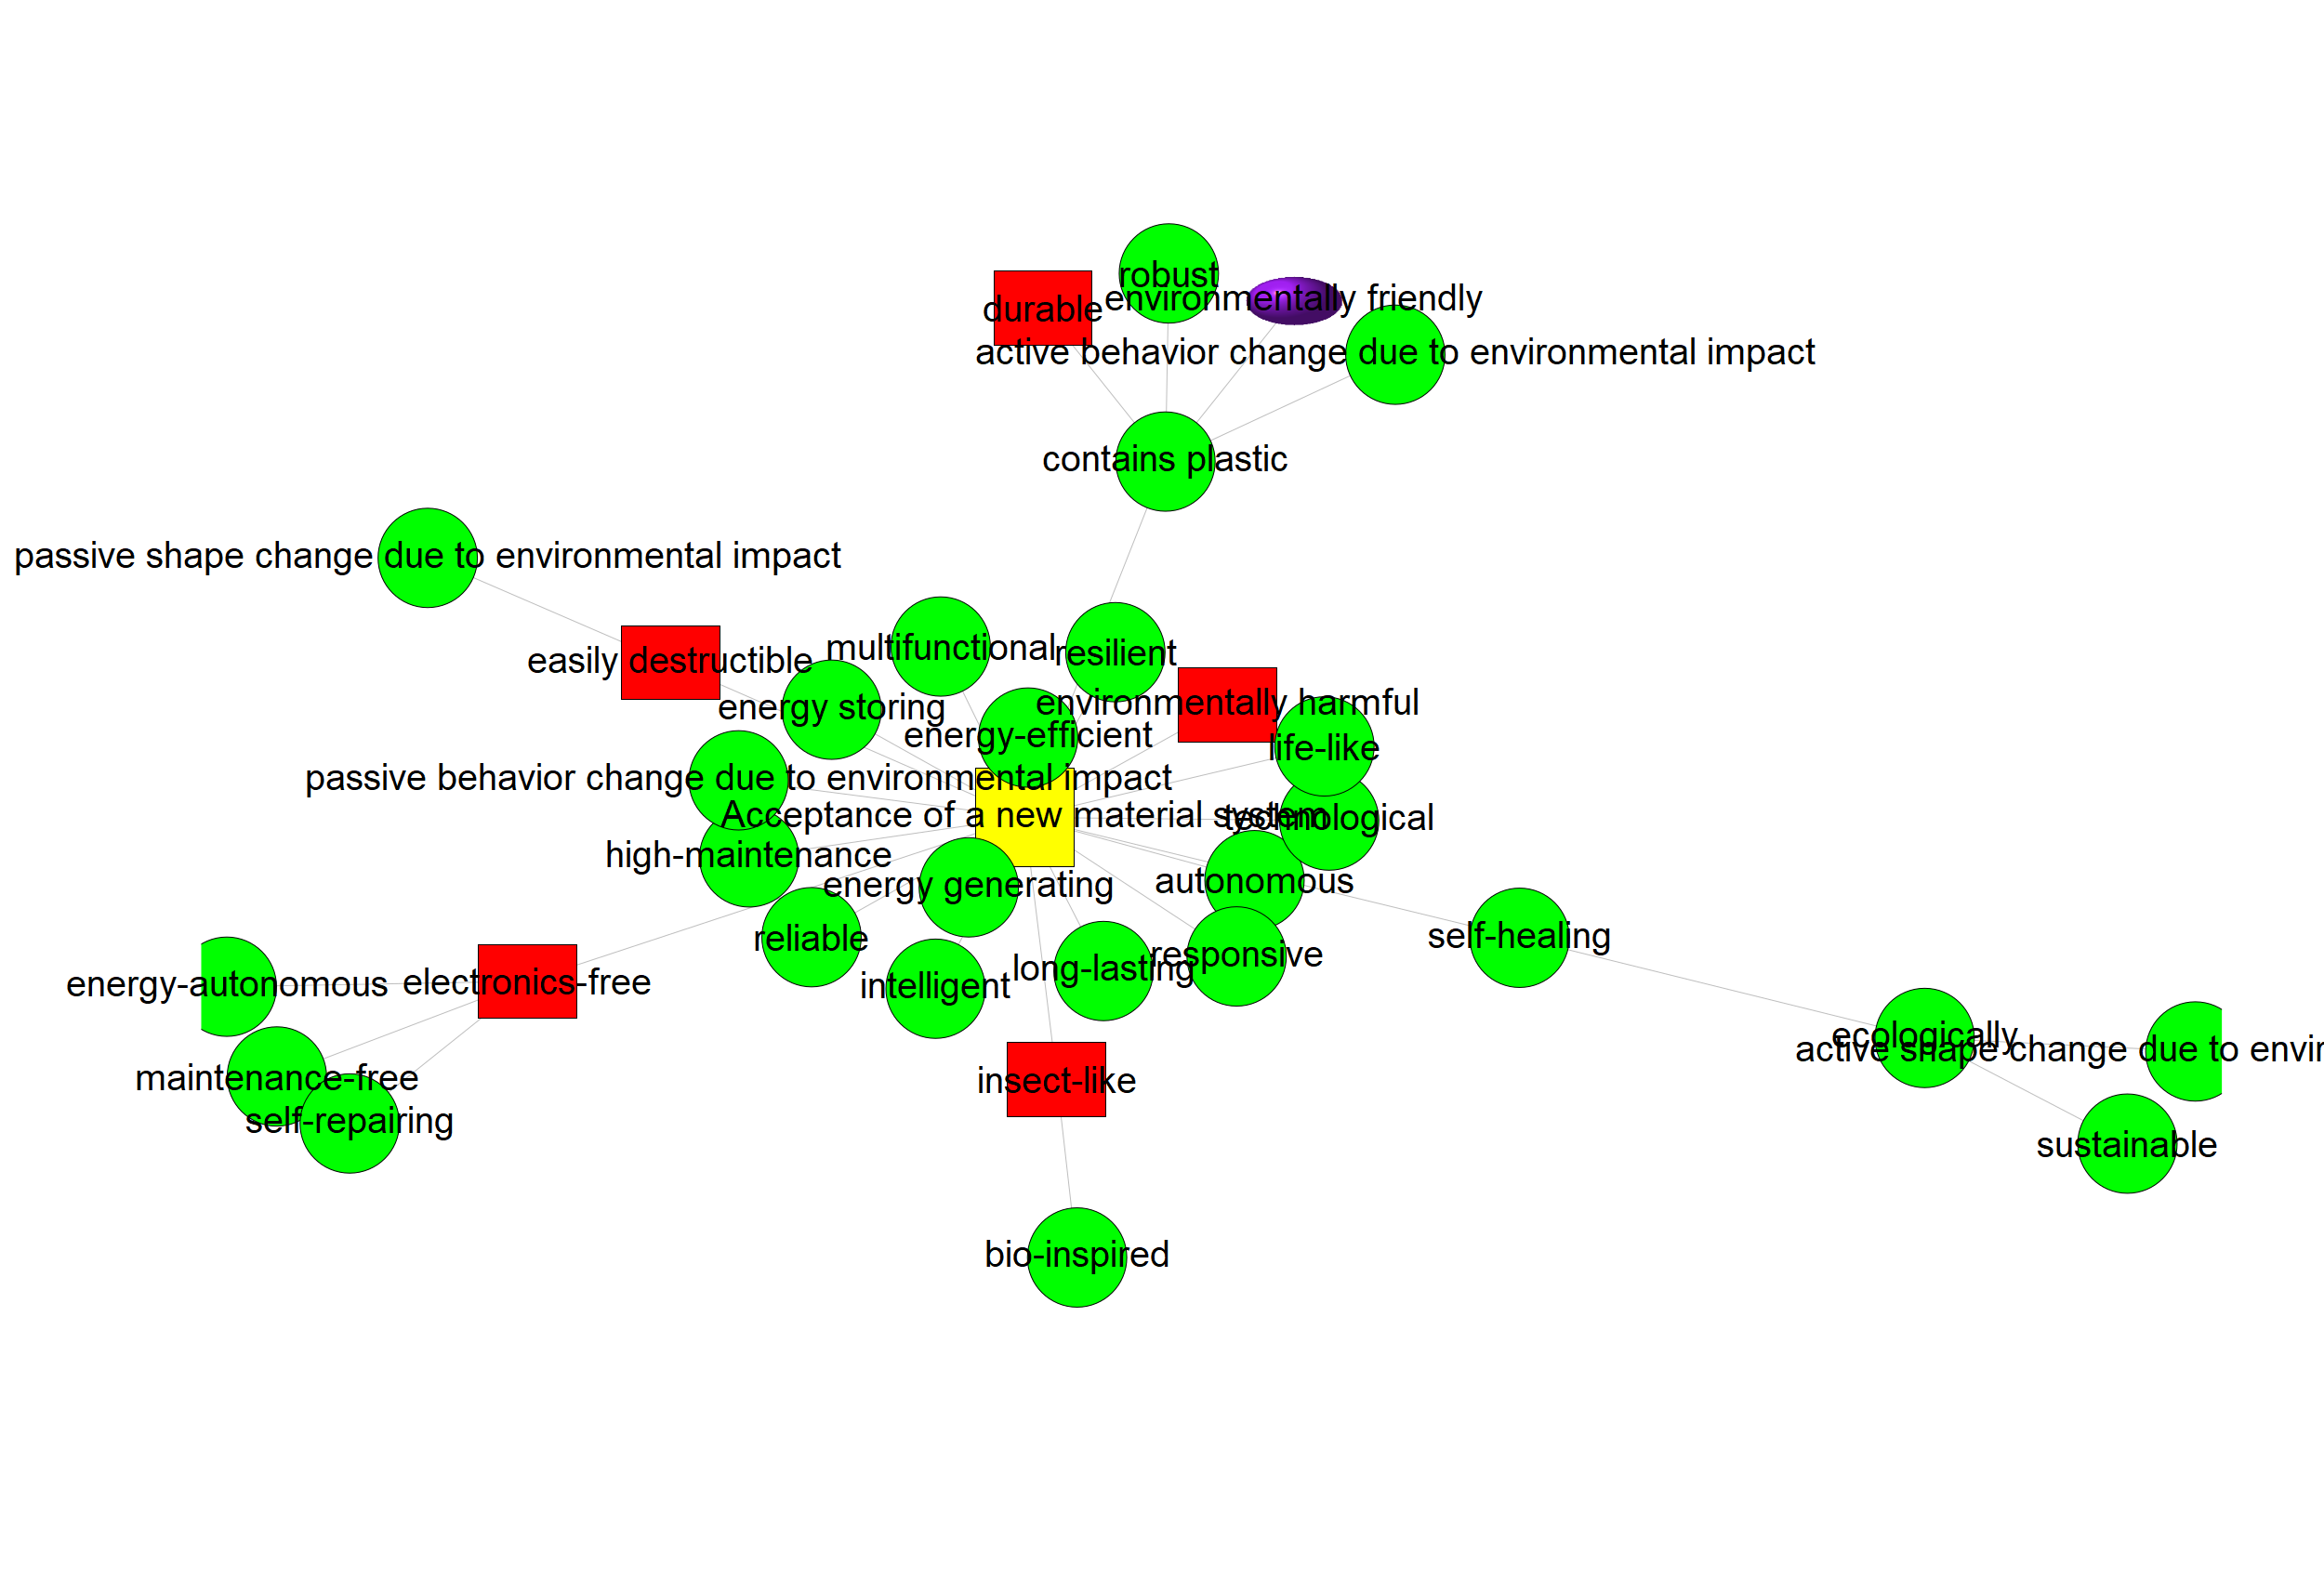 robust
environmentally friendly
durable
active behavior change due to environmental impact
contains plastic
passive shape change due to environmental impact
multifunctional
resilient
easily destructible
environmentally harmful
energy storing
energy-efficient
life-like
passive behavior change due to environmental impact
Acceptance of a new material system
technological
high-maintenance
energy generating
autonomous
reliable
self-healing
responsive
long-lasting
electronics-free
energy-autonomous
intelligent
ecologically
active shape change due to envir
maintenance-free
insect-like
self-repairing
sustainable
bio-inspired